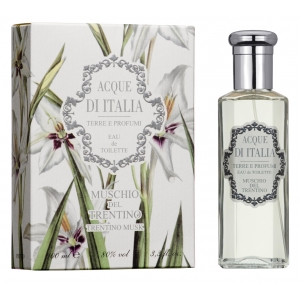 ACQUE
DI ITALIA
TERRE E PROFUMI
EAU
de
TOILETTE
MUSCHIO
DEL
TRENTINO
TRENTINO MUSK
100 ml e 80% vol
ACQUE
DI ITALIA
TERRE E PROFUMI
EAU de TOILETTE
MUSCHIO
DEL
TRENTINO